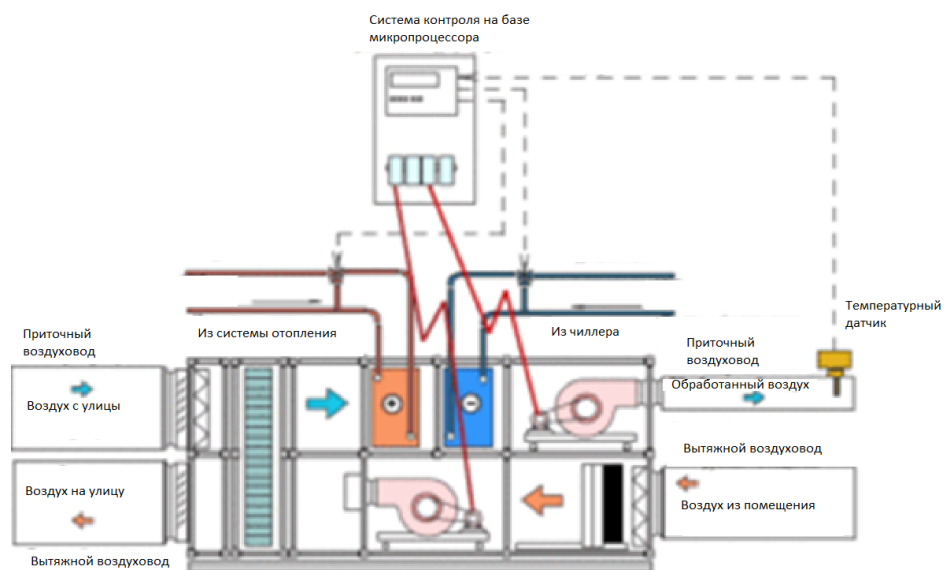 Система контроля на базе
микропроцессора
Температурный
датчик
Из системы отопления
Из чиллера
Приточный
воздуховод
Приточный
воздуховод
Воздух с улицы
Обработанный воздух
Вытяжной воздуховод
Воздух на улицу
Воздух из помещения
Вытяжной воздуховод